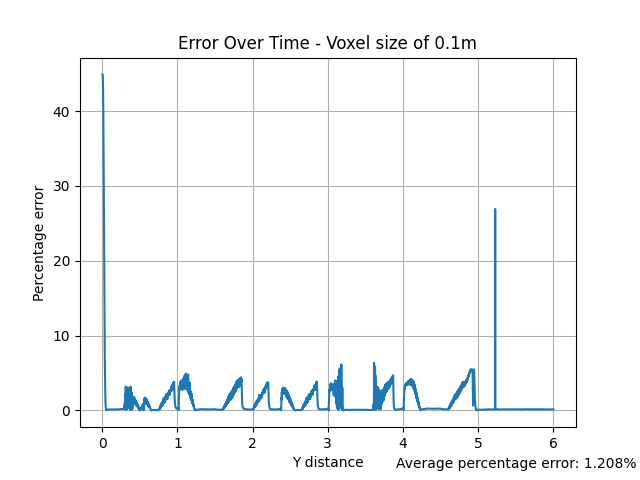 Error Over Time - Voxel size of 0.1m
Percentage error
40
30
20
10
0
0 1 2 3 4 5 6
Y distance
Average percentage error: 1.208%